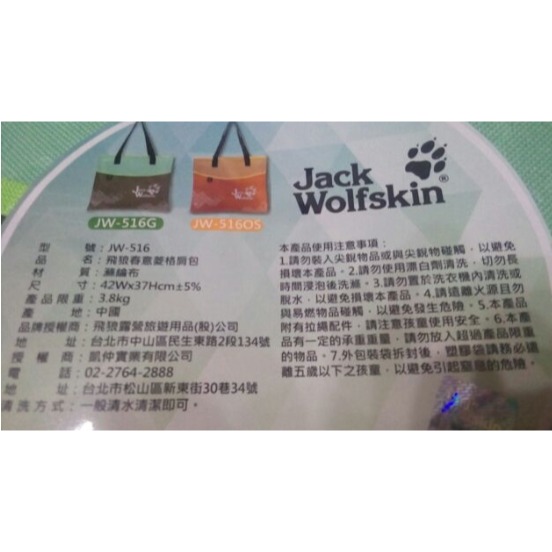 Jack
Wolfskin
®
JW-516G
JW-516OS
型號：JW-516
品名：飛狼春意菱格肩包
材質：滌綸布
尺寸：42Wx37Hcm±5%
產品限重：3.8kg
產地：中國
品牌授權商：飛狼露營旅遊用品(股)公司
地址：台北市中山區民生東路2段134號
授權商：凱仲實業有限公司
電話：02-2764-2888
地址：台北市松山區新東街30巷34號
清洗方式：一般清水清潔即可。
本產品使用注意事項：
1.請勿裝入尖銳物品或與尖銳物碰觸，以避免
損壞本產品。2.請勿使用漂白劑清洗，切勿長
時間浸泡後洗滌。3.請勿置於洗衣機內清洗或
脫水，以避免損壞本產品。4.請遠離火源且勿
與易燃物品碰觸，以避免發生危險。5.本產品
附有拉繩配件，請注意孩童使用安全。6.本產
品有一定的承重重量，請勿放入超過產品限重
的物品。7.外包裝袋拆封後，塑膠袋請務必遠
離五歲以下之孩童，以避免引起窒息的危險。